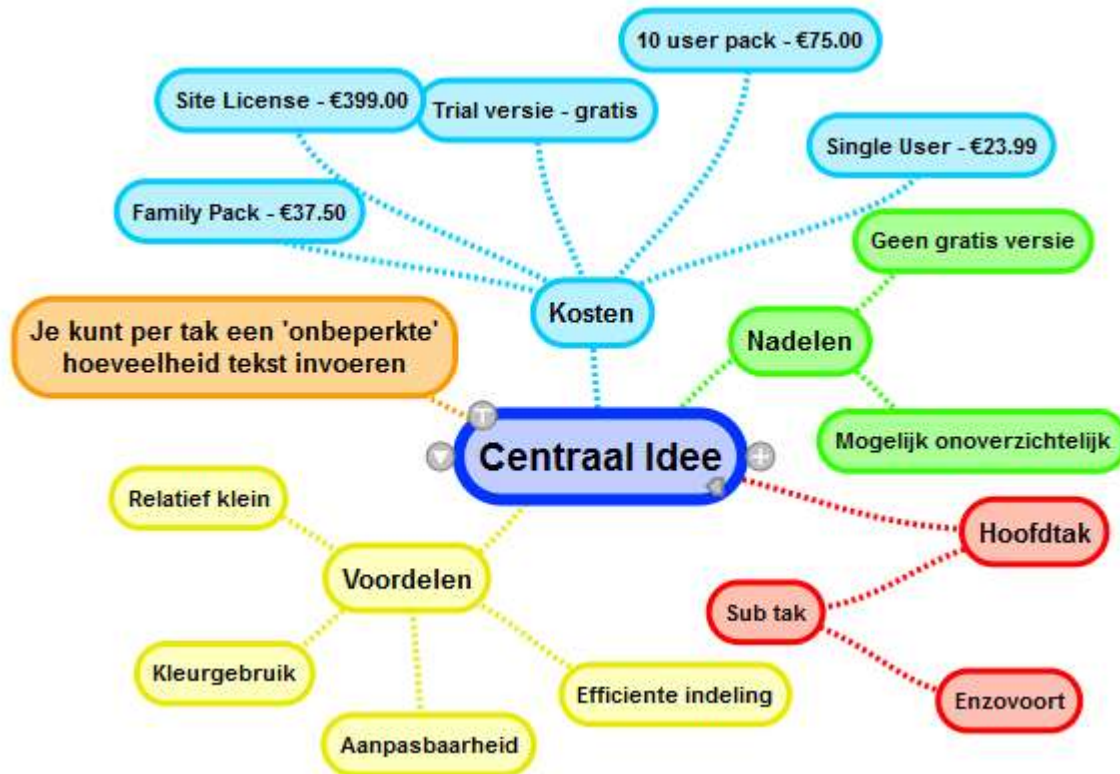 10 user pack - €75.00
Site License - €399.00
Trial versie - gratis
Single User - €23.99
Family Pack - €37.50
Geen gratis versie
Kosten
Je kunt per tak een 'onbeperkte'
hoeveelheid tekst invoeren
Nadelen
Mogelijk onoverzichtelijk
Centraal Idee
T
Relatief klein
Hoofdtak
Voordelen
Sub tak
Kleurgebruik
Efficiente indeling
Enzovoort
Aanpasbaarheid